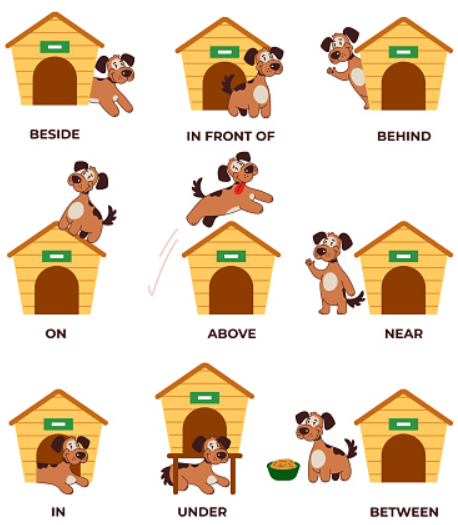 BESIDE
IN FRONT OF
BEHIND
ON
ABOVE
NEAR
IN
UNDER
BETWEEN